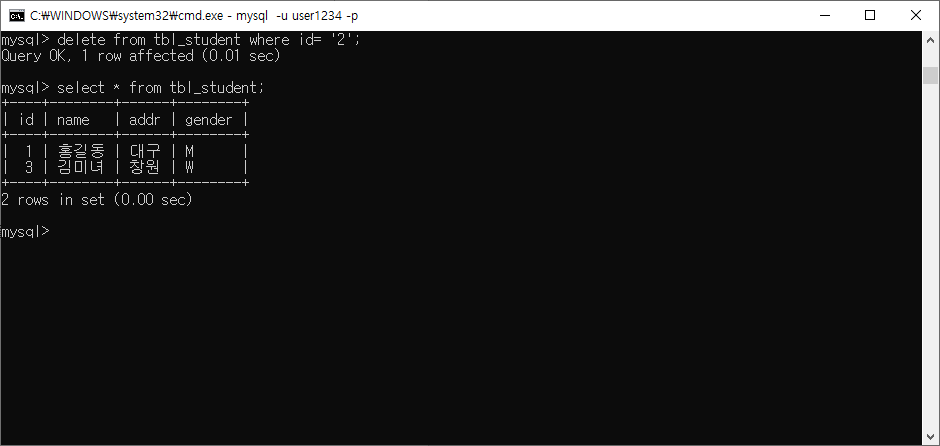 C:₩WINDOWS₩system32₩cmd.exe - mysql  -u user1234 -p
mysql> delete from tbl_student where id= '2';
Query OK, 1 row affected (0.01 sec)
mysql> select * from tbl_student;
+----+--------+------+--------+
| id | name   | addr | gender |
+----+--------+------+--------+
|  1 | 홍길동 | 대구 | M      |
|  3 | 김미녀 | 창원 | W      |
+----+--------+------+--------+
2 rows in set (0.00 sec)
mysql>